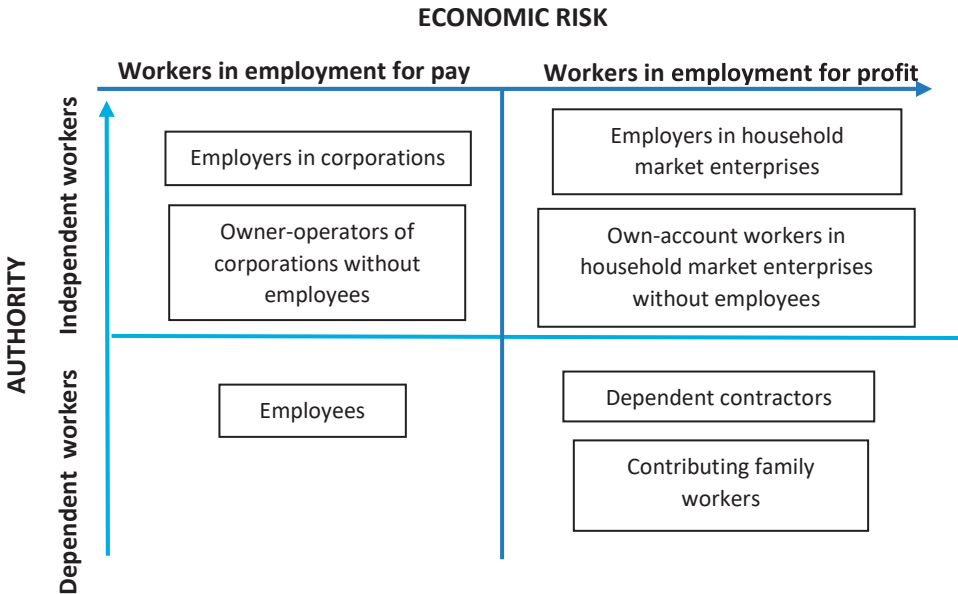 ECONOMIC RISK
Workers in employment for pay
Workers in employment for profit
AUTHORITY
Independent workers
Employers in corporations
Owner-operators of
corporations without
employees
Employers in household
market enterprises
Own-account workers in
household market enterprises
without employees
Dependent workers
Employees
Dependent contractors
Contributing family
workers